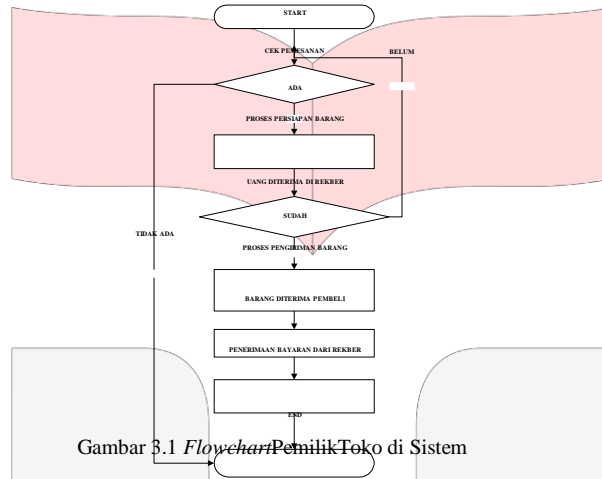 START
CEK PEMESANAN
BELUM
ADA
PROSES PERSIAPAN BARANG
UANG DITERIMA DI REKBER
SUDAH
TIDAK ADA
PROSES PENGIRIMAN BARANG
BARANG DITERIMA PEMBELI
PENERIMAAN BAYARAN DARI REKBER
END
Gambar 3.1 FlowchartPemilikToko di Sistem